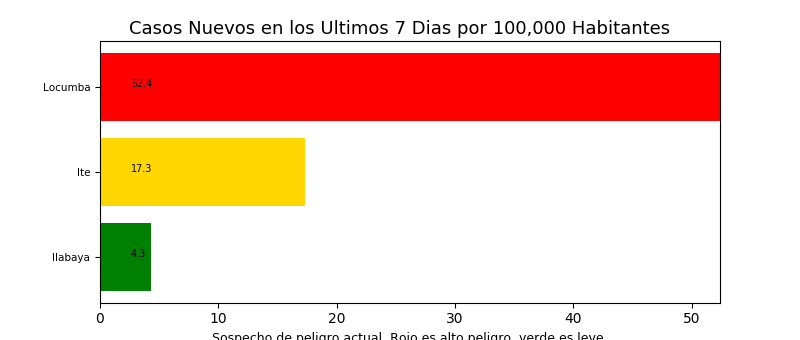 Casos Nuevos en los Ultimos 7 Dias por 100,000 Habitantes
Locumba
52.4
Ite
17.3
Ilabaya
4.3
0 10 20 30 40 50
Sospecho de peligro actual. Rojo es alto peligro, verde es leve